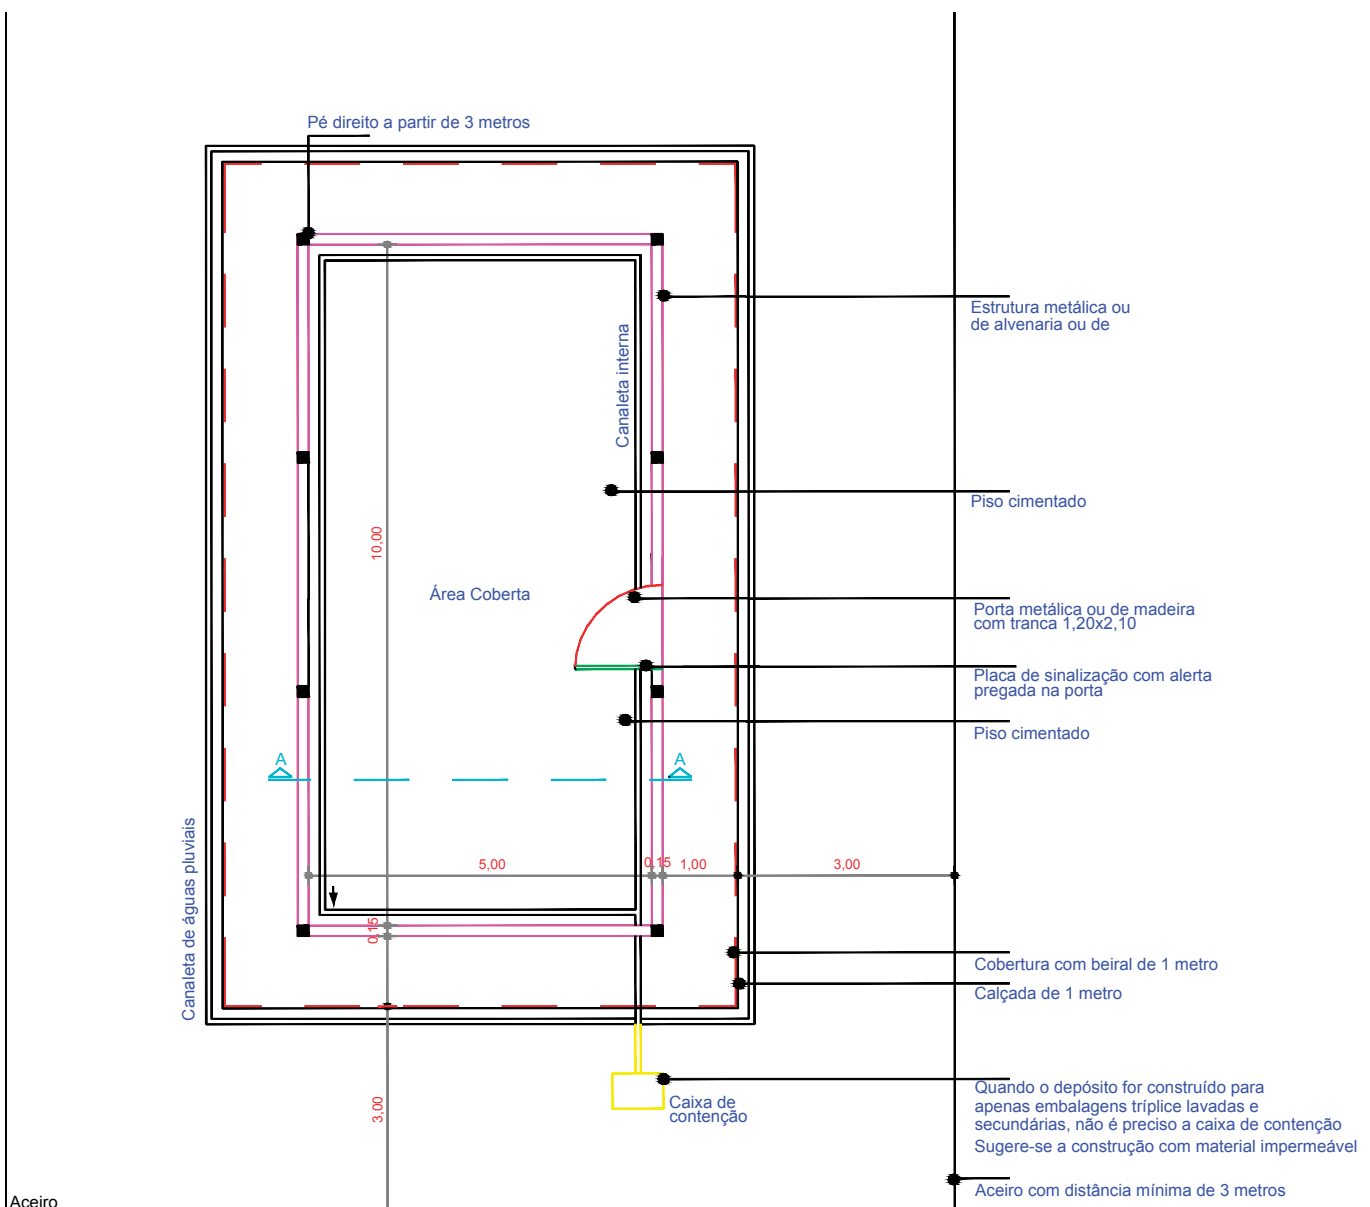 Pé direito a partir de 3 metros
Estrutura metálica ou
de alvenaria ou de
Canaleta interna
Piso cimentado
10,00
Área Coberta
Porta metálica ou de madeira
com tranca 1,20x2,10
Placa de sinalização com alerta
pregada na porta
Piso cimentado
A
A
Canaleta de águas pluviais
5,00
0,15
1,00
3,00
0,15
Cobertura com beiral de 1 metro
Calçada de 1 metro
3,00
Caixa de
contenção
Quando o depósito for construído para
apenas embalagens tríplice lavadas e
secundárias, não é preciso a caixa de contenção
Sugere-se a construção com material impermeável
Aceiro com distância mínima de 3 metros
Aceiro